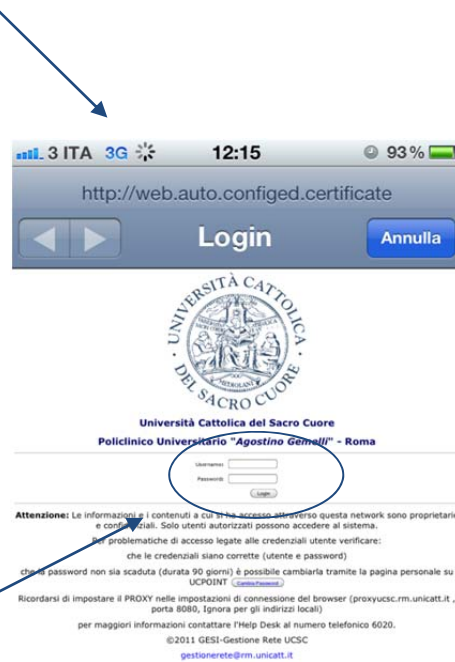 3 ITA 3G 12:15 93%
http://web.auto.configed.certificate
Login Annulla
UNIVERSITÀ CATTOLICA DEL SACRO CUORE
Università Cattolica del Sacro Cuore
Policlinico Universitario "Agostino Gemelli" - Roma
Username:
Password:
Login
Attenzione: Le informazioni e i contenuti a cui si ha accesso attraverso questa network sono proprietarie
e confidenziali. Solo utenti autorizzati possono accedere al sistema.
Per problematiche di accesso legate alle credenziali utente verificare:
che le credenziali siano corrette (utente e password)
che la password non sia scaduta (durata 90 giorni) è possibile cambiarla tramite la pagina personale su
UCPOINT Cambia Password
Ricordarsi di impostare il PROXY nelle impostazioni di connessione del browser (proxyucsc.rm.unicatt.it ,
porta 8080, Ignora per gli indirizzi locali)
per maggiori informazioni contattare l'Help Desk al numero telefonico 6020.
©2011 GESI-Gestione Rete UCSC
gestionerete@rm.unicatt.it